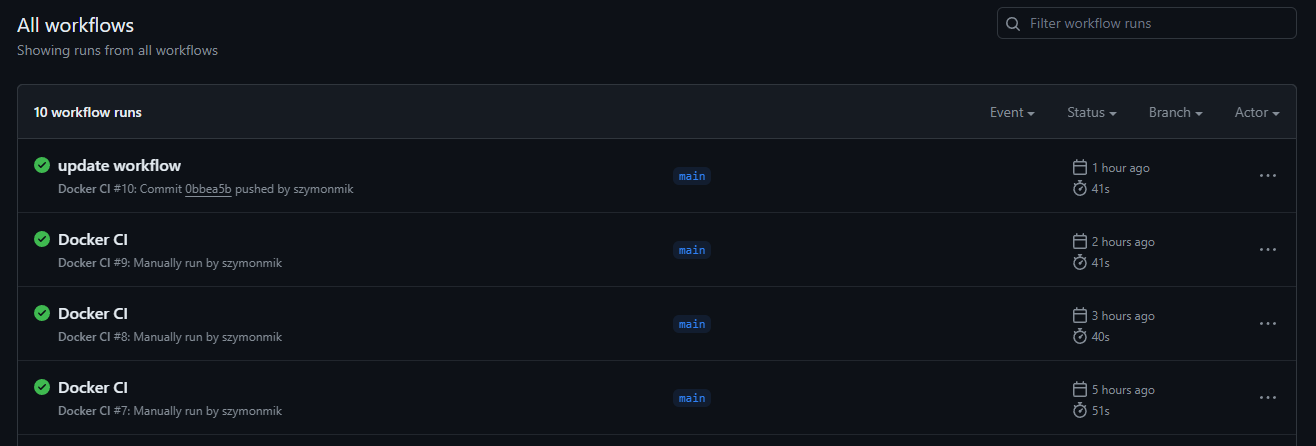 All workflows
Showing runs from all workflows
Filter workflow runs
10 workflow runs
Event
Status
Branch
Actor
update workflow
Docker CI #10: Commit 0bbea5b pushed by szymonmik
main
1 hour ago
41s
Docker CI
Docker CI #9: Manually run by szymonmik
main
2 hours ago
41s
Docker CI
Docker CI #8: Manually run by szymonmik
main
3 hours ago
40s
Docker CI
Docker CI #7: Manually run by szymonmik
main
5 hours ago
51s